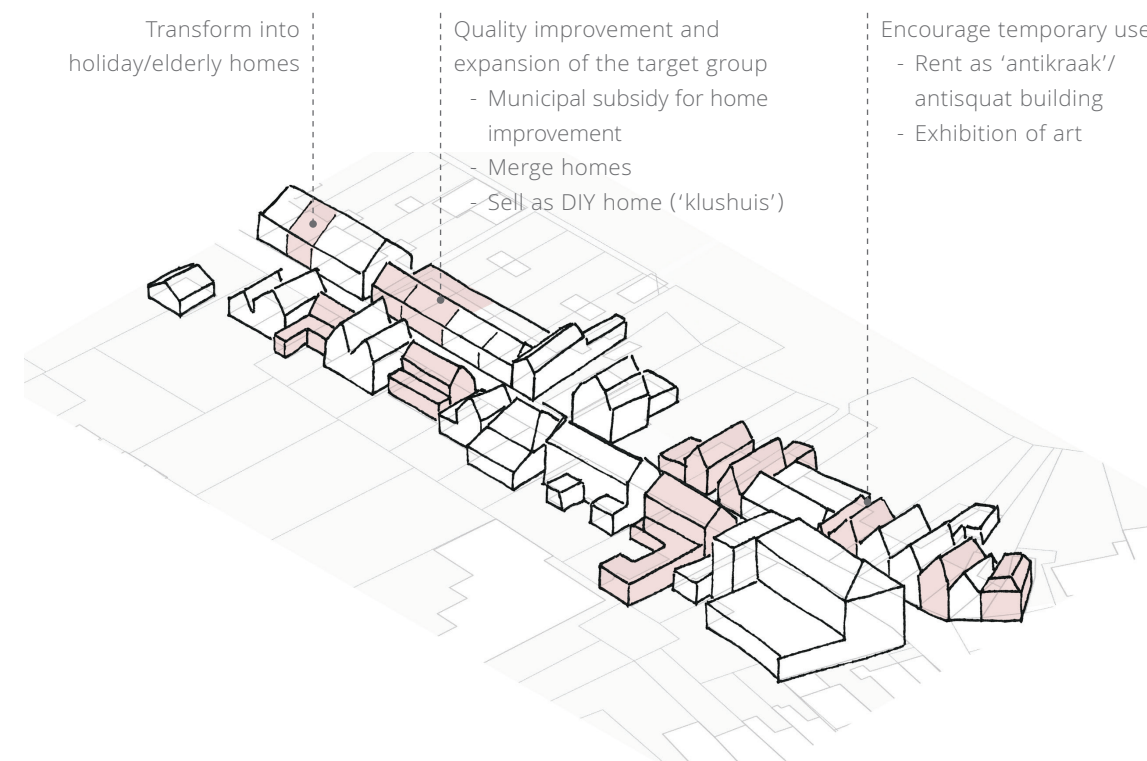 Transform into
holiday/elderly homes
Quality improvement and
expansion of the target group
- Municipal subsidy for home
improvement
- Merge homes
- Sell as DIY home (‘klushuis’)
Encourage temporary use
- Rent as ‘antikraak’/
antisquat building
- Exhibition of art